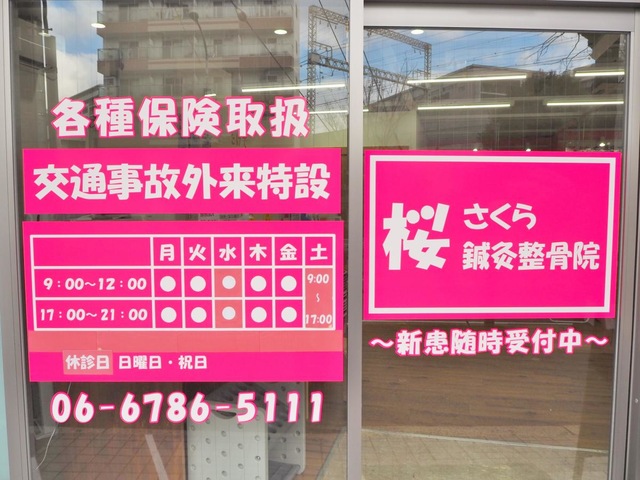 各種保険取扱
交通事故外来特設
月 火 水 木 金 土
9:00〜12:00 ● ● ● ● ● 9:00
〜
17:00〜21:00 ● ● ● ● ● 17:00
休診日 日曜日・祝日
06-6786-5111
桜 さくら
鍼灸整骨院
〜新患随時受付中〜